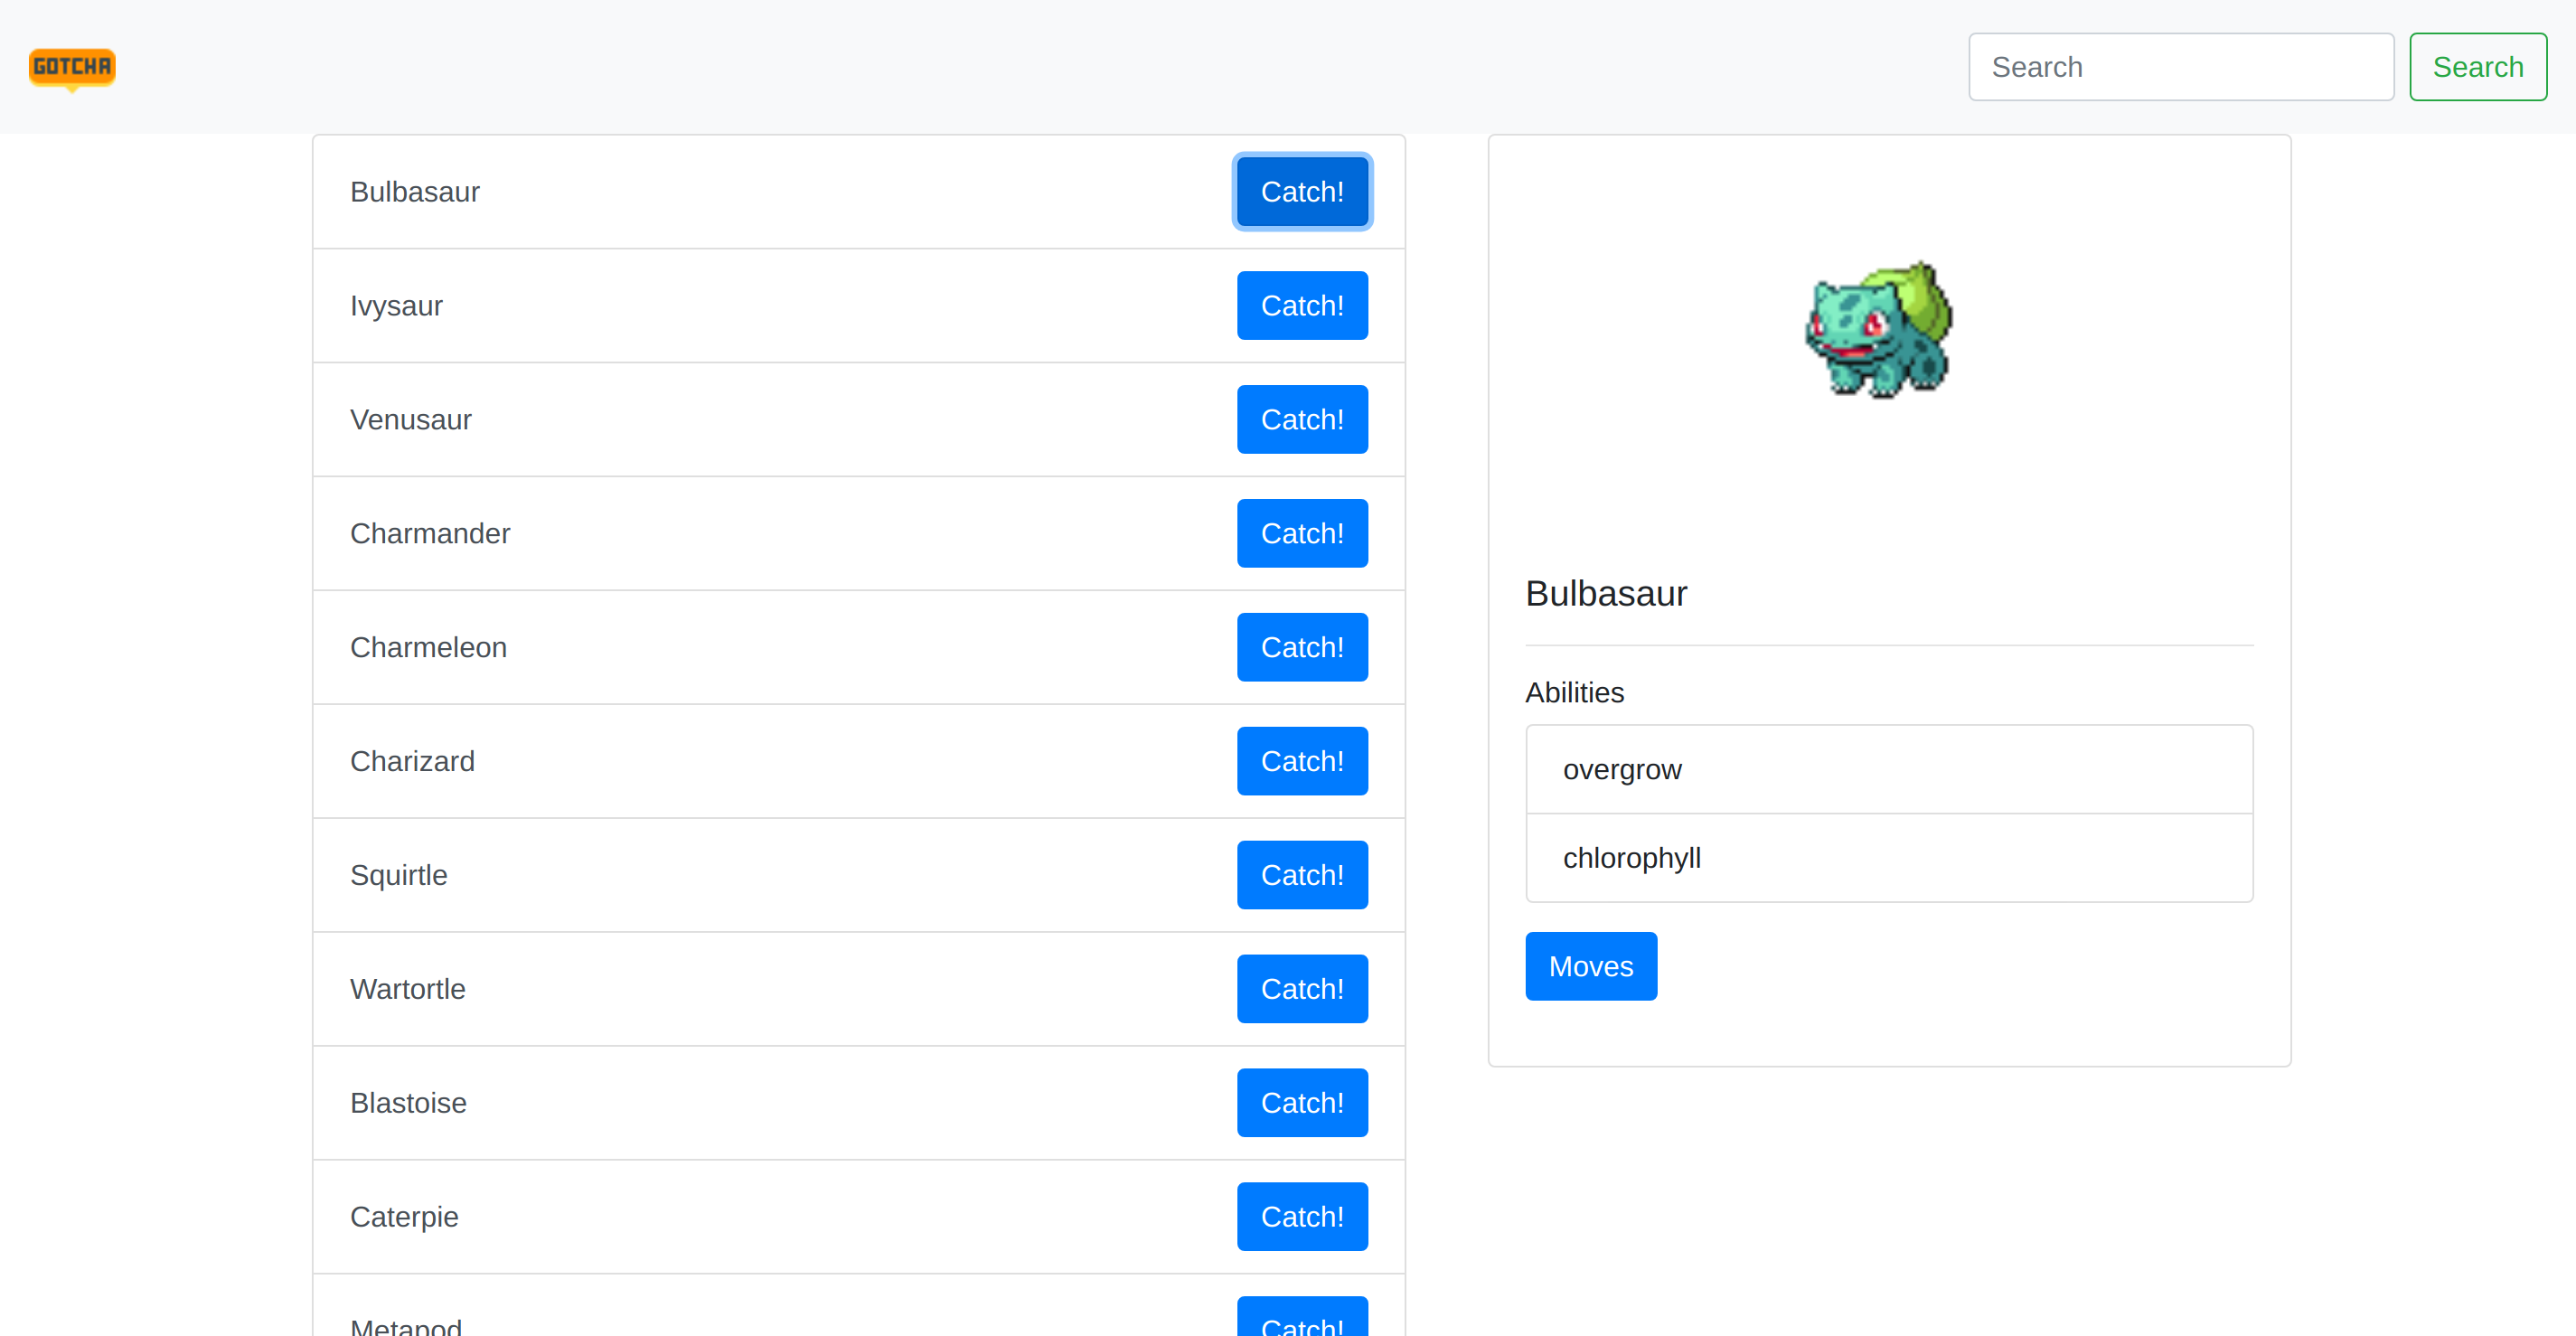 GOTCHA
Search Search
Bulbasaur Catch!
Ivysaur Catch!
Venusaur Catch!
Charmander Catch!
Charmeleon Catch!
Charizard Catch!
Squirtle Catch!
Wartortle Catch!
Blastoise Catch!
Caterpie Catch!
Metapod Catch!
Bulbasaur
Abilities
overgrow
chlorophyll
Moves